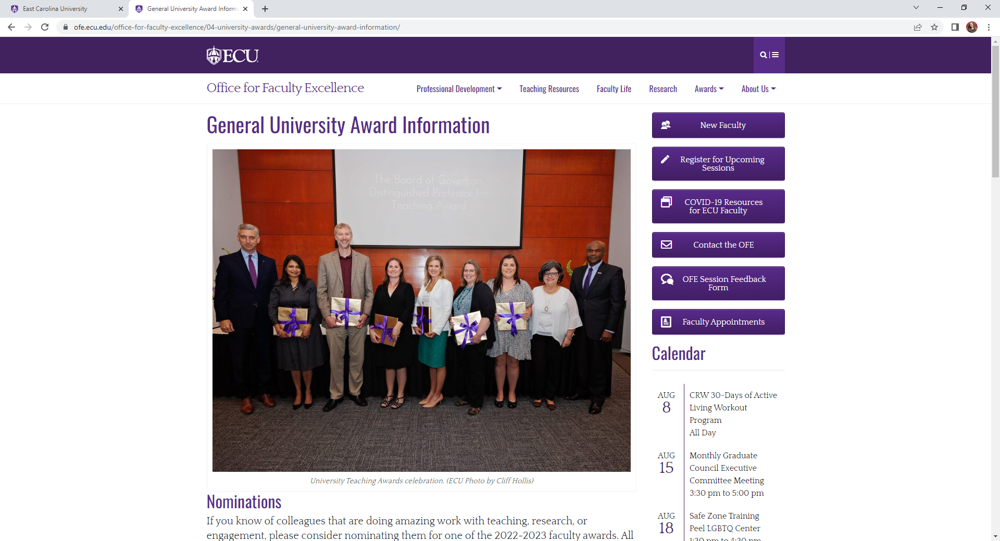 East Carolina University
General University Award Inform
ofe.ecu.edu/office-for-faculty-excellence/04-university-awards/general-university-award-information/
ECU
Office for Faculty Excellence
Professional Development
Teaching Resources
Faculty Life
Research
Awards
About Us
General University Award Information
The Board of Governors
Distinguished Professor for
Teaching Award
University Teaching Awards celebration. (ECU Photo by Cliff Hollis)
Nominations
If you know of colleagues that are doing amazing work with teaching, research, or
engagement, please consider nominating them for one of the 2022-2023 faculty awards. All
New Faculty
Register for Upcoming
Sessions
COVID-19 Resources
for ECU Faculty
Contact the OFE
OFE Session Feedback
Form
Faculty Appointments
Calendar
AUG
8
CRW 30-Days of Active
Living Workout
Program
All Day
AUG
15
Monthly Graduate
Council Executive
Committee Meeting
3:30 pm to 5:00 pm
AUG
18
Safe Zone Training
Peel LGBTQ Center
1:30 pm to 4:30 pm